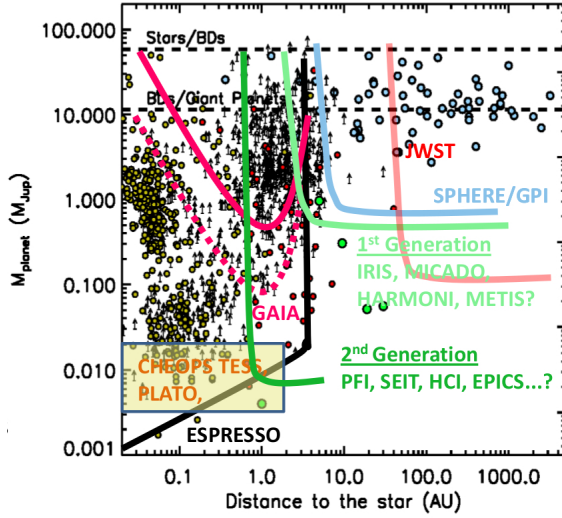 100.000
Stars/BDs
BDs/Giant Planets
10.000
JWST
1.000
SPHERE/GPI
1st Generation
IRIS, MICADO,
HARMONI, METIS?
0.100
GAIA
2nd Generation
PFI, SEIT, HCI, EPICS...?
CHEOPS TESS,
PLATO,
0.010
ESPRESSO
0.001
0.1
1.0
10.0
100.0
1000.0
Distance to the star (AU)
Mplanet (MJup)